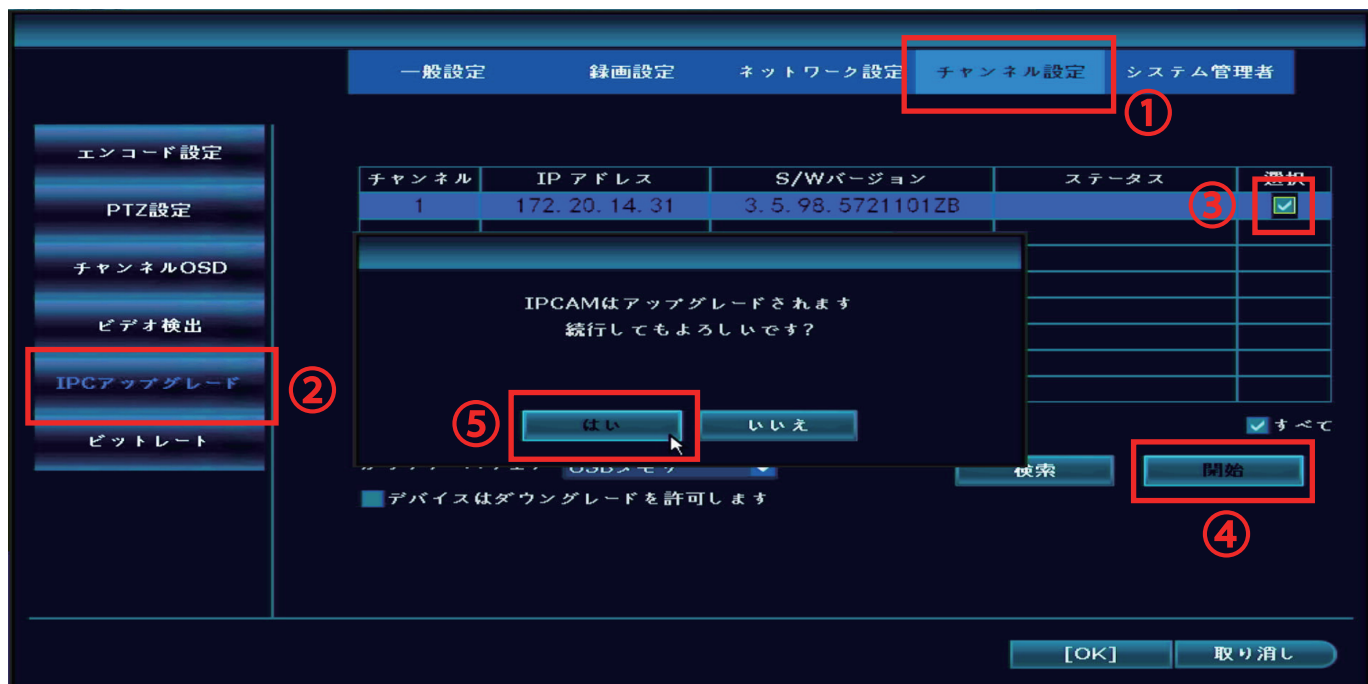 一般設定 録画設定 ネットワーク設定 チャンネル設定 システム管理者
①
エンコード設定
PTZ設定
チャンネルOSD
ビデオ検出
IPCアップグレード
②
ビットレート
チャンネル IP アドレス S/Wバージョン ステータス 選択
1 172. 20. 14. 31 3. 5. 98. 5721101ZB ③
IPCAMはアップグレードされます
続行してもよろしいです?
⑤ はい いいえ
すべて
USBメモリ 検索 開始
デバイスはダウングレードを許可します
④
[OK] 取り消し